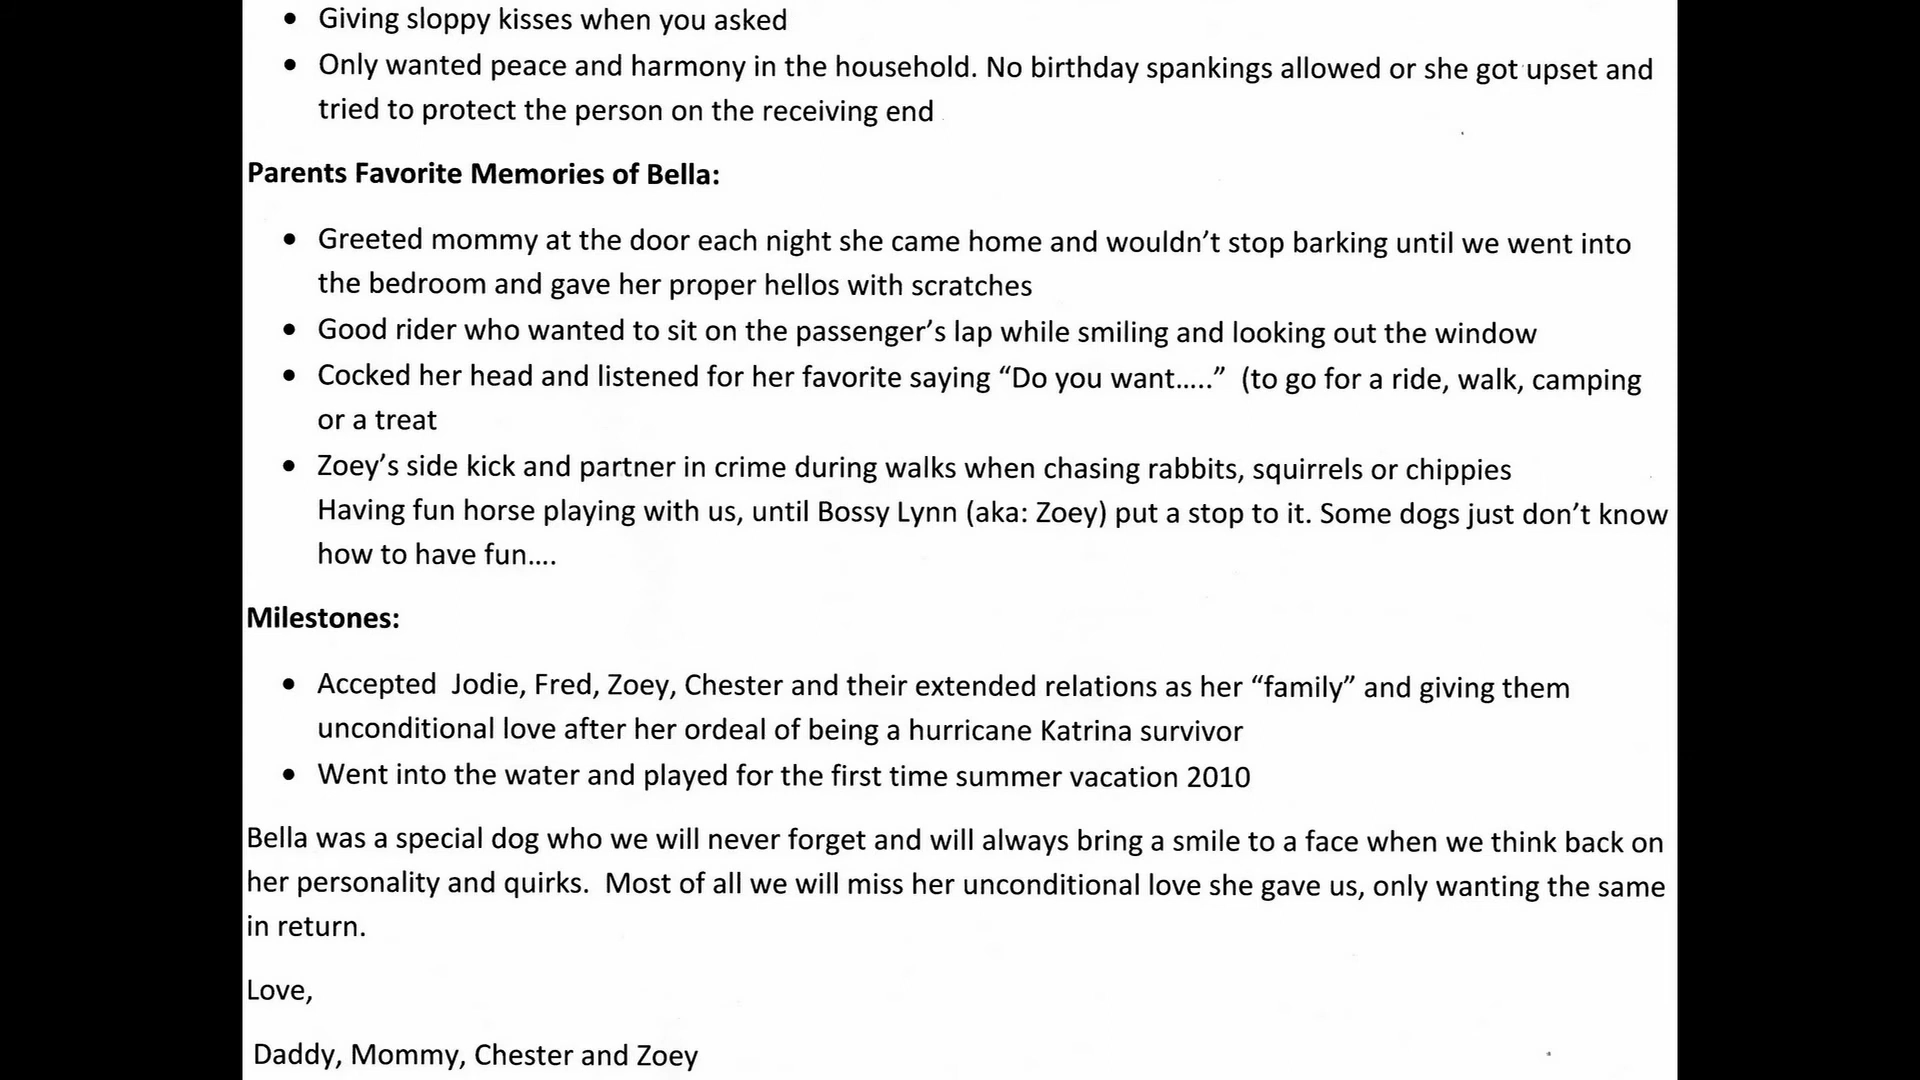 • Giving sloppy kisses when you asked
• Only wanted peace and harmony in the household. No birthday spankings allowed or she got upset and
tried to protect the person on the receiving end
Parents Favorite Memories of Bella:
• Greeted mommy at the door each night she came home and wouldn’t stop barking until we went into
the bedroom and gave her proper hellos with scratches
• Good rider who wanted to sit on the passenger’s lap while smiling and looking out the window
• Cocked her head and listened for her favorite saying “Do you want.....”  (to go for a ride, walk, camping
or a treat
• Zoey’s side kick and partner in crime during walks when chasing rabbits, squirrels or chippies
Having fun horse playing with us, until Bossy Lynn (aka: Zoey) put a stop to it. Some dogs just don’t know
how to have fun….
Milestones:
• Accepted  Jodie, Fred, Zoey, Chester and their extended relations as her “family” and giving them
unconditional love after her ordeal of being a hurricane Katrina survivor
• Went into the water and played for the first time summer vacation 2010
Bella was a special dog who we will never forget and will always bring a smile to a face when we think back on
her personality and quirks.  Most of all we will miss her unconditional love she gave us, only wanting the same
in return.
Love,
Daddy, Mommy, Chester and Zoey